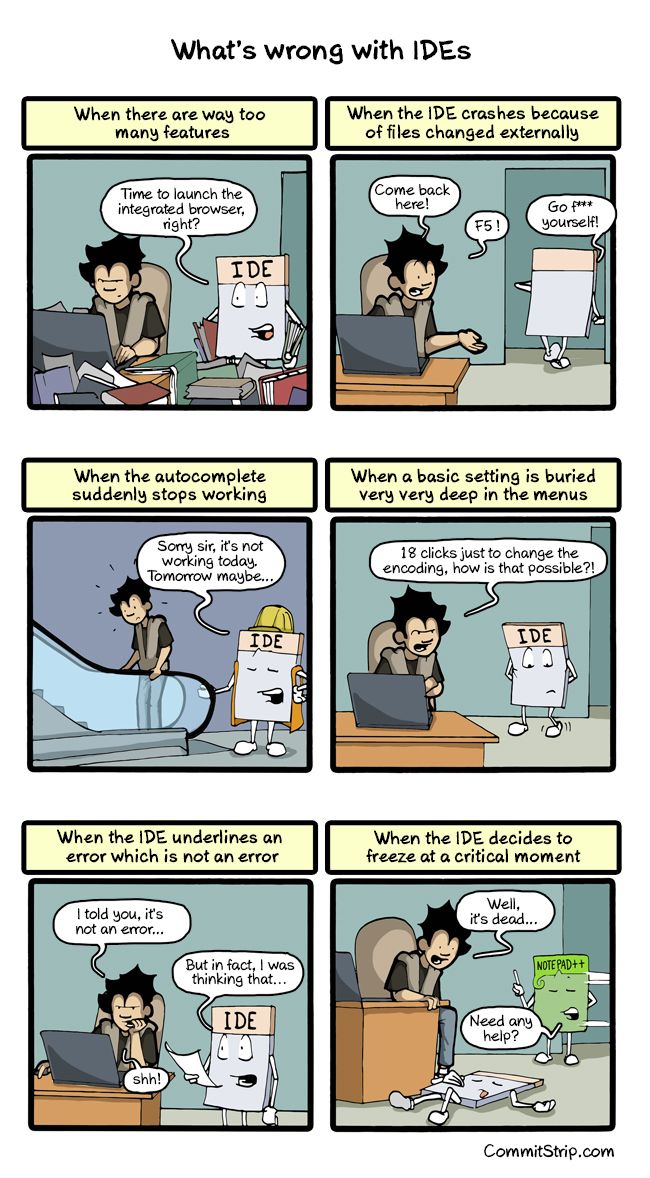 What's wrong with IDEs
When there are way too
many features
Time to launch the
integrated browser,
right?
IDE
When the IDE crashes because
of files changed externally
Come back
here!
F5!
Go f***
yourself!
When the autocomplete
suddenly stops working
Sorry sir, it's not
working today.
Tomorrow maybe...
IDE
When a basic setting is buried
very very deep in the menus
18 clicks just to change the
encoding, how is that possible?!
IDE
When the IDE underlines an
error which is not an error
I told you, it's
not an error...
But in fact, I was
thinking that...
IDE
shh!
When the IDE decides to
freeze at a critical moment
Well,
it's dead...
NOTEPAD++
Need any
help?
CommitStrip.com